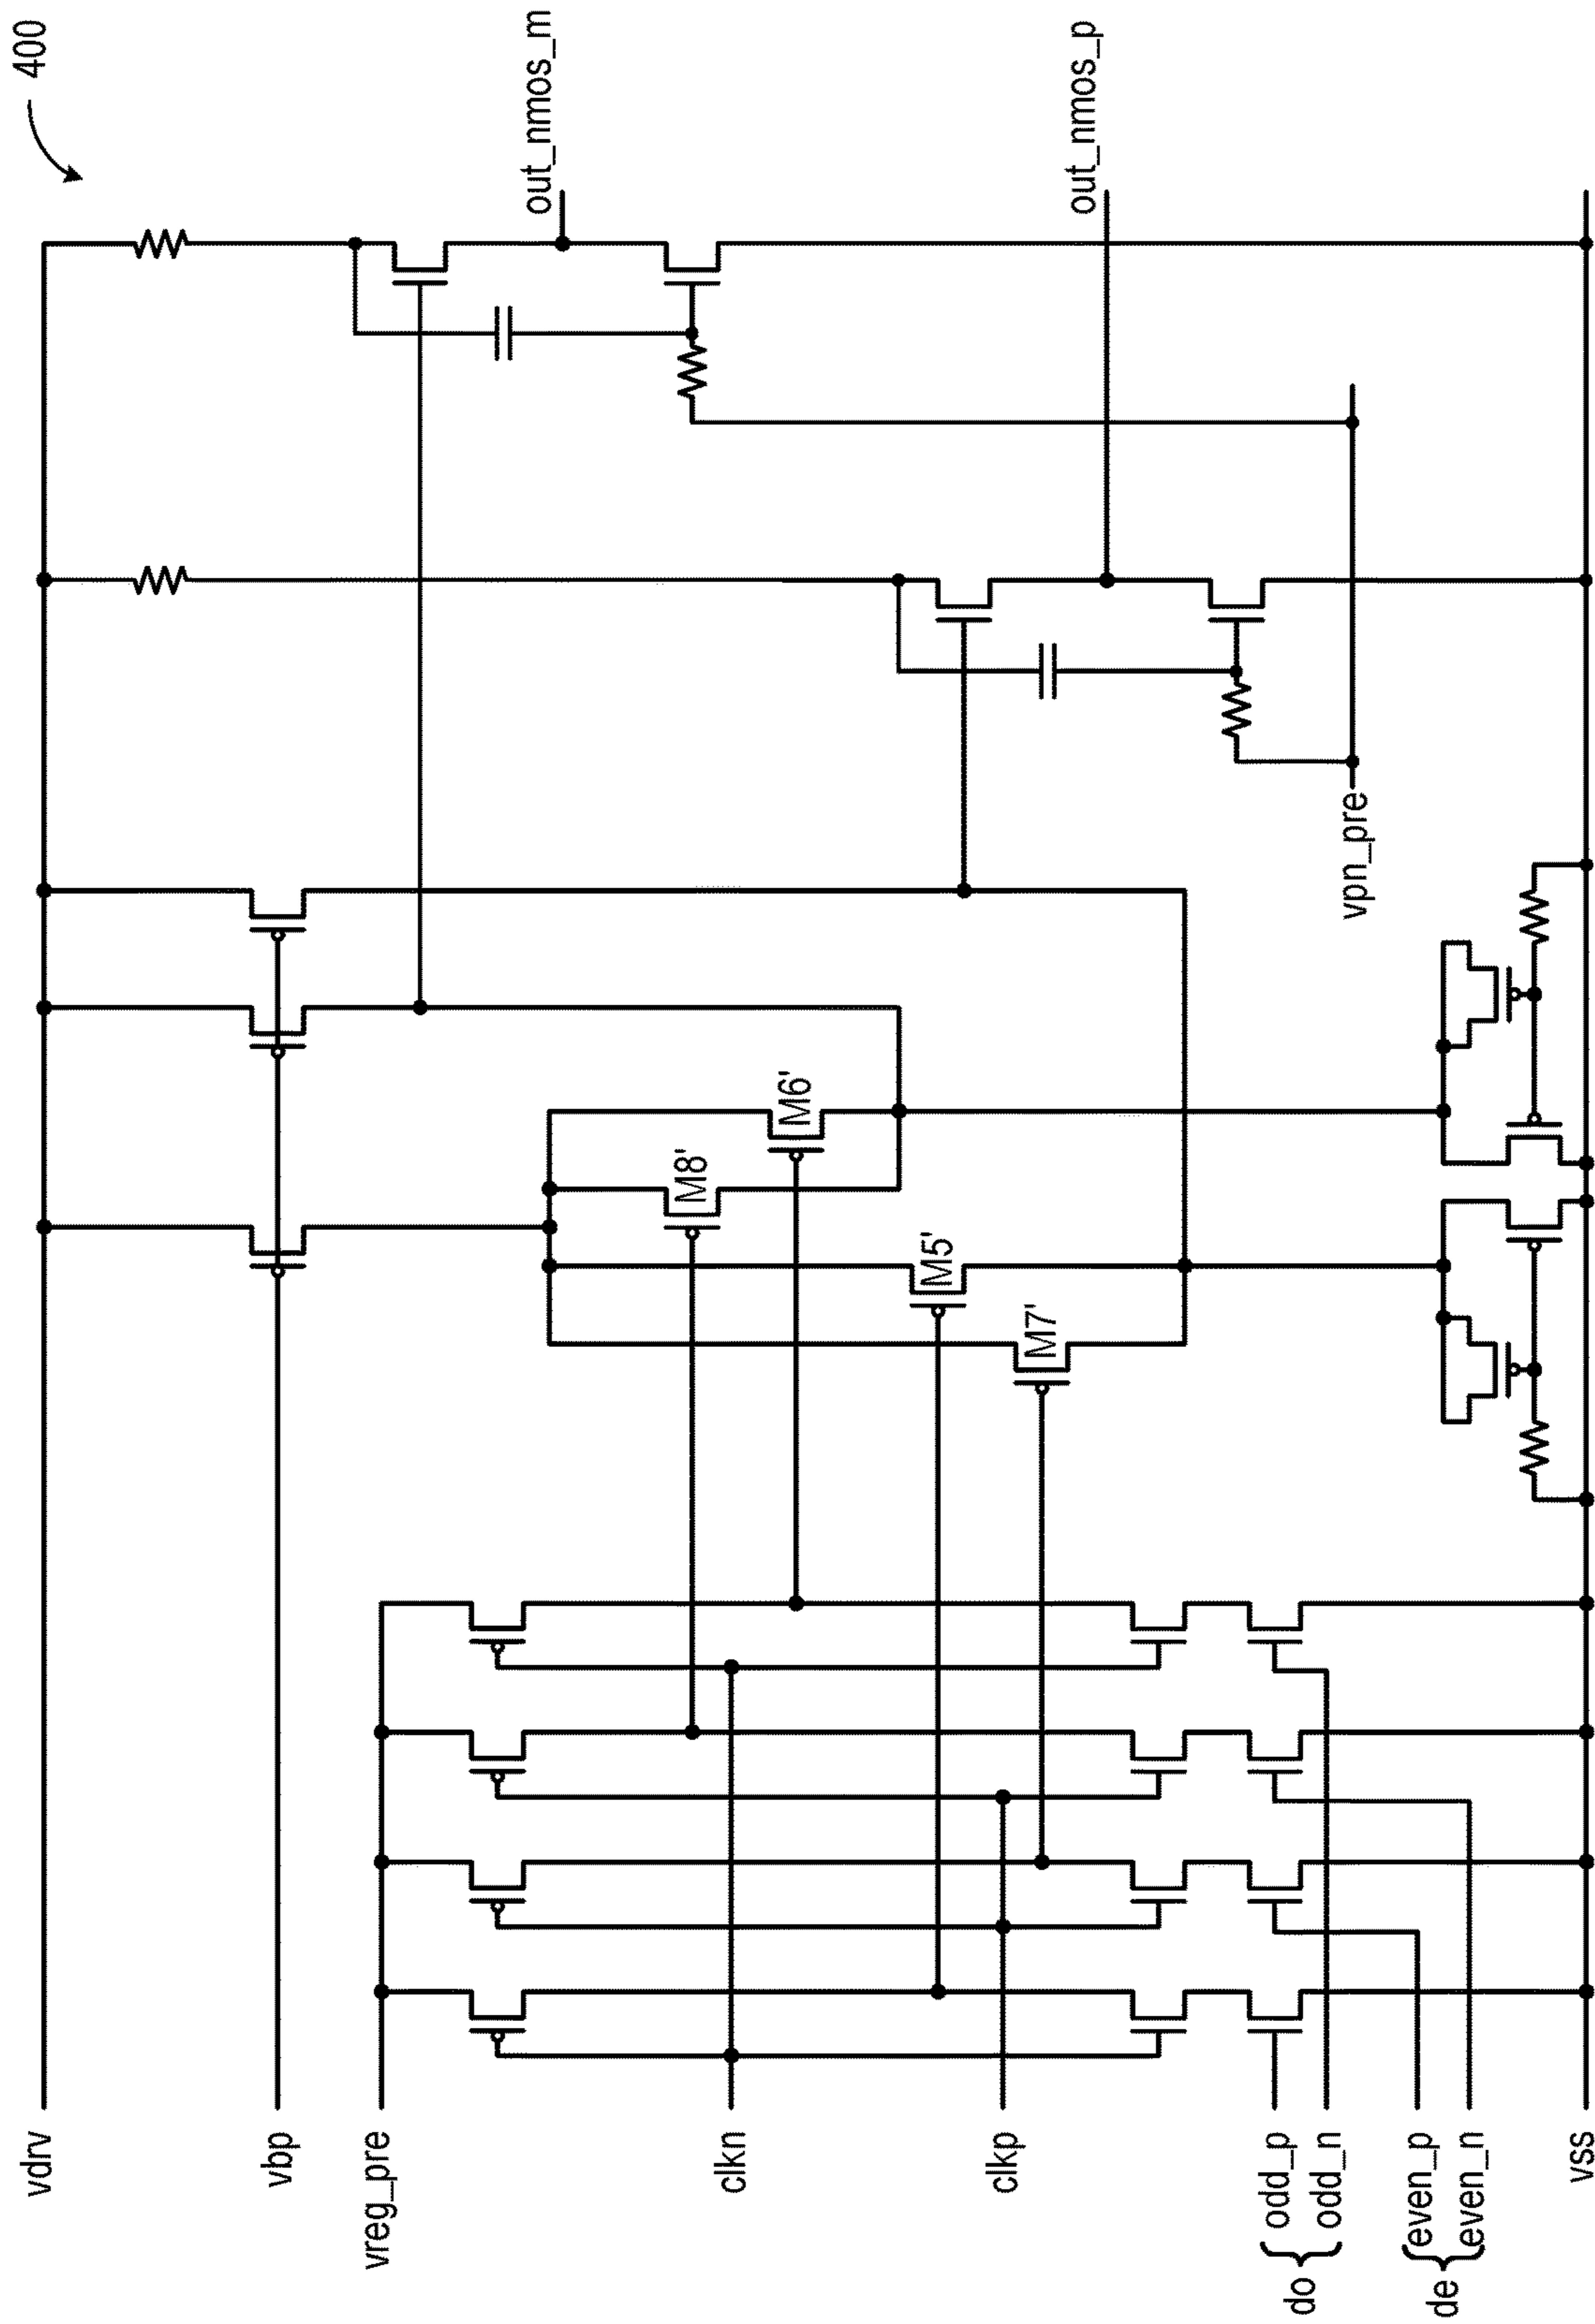 400
vdrv
vbp
vreg_pre
clkn
clkp
do
odd_p
odd_n
de
even_p
even_n
vss
M8'
M6'
M5'
M7'
vpn_pre
out_nmos_m
out_nmos_p